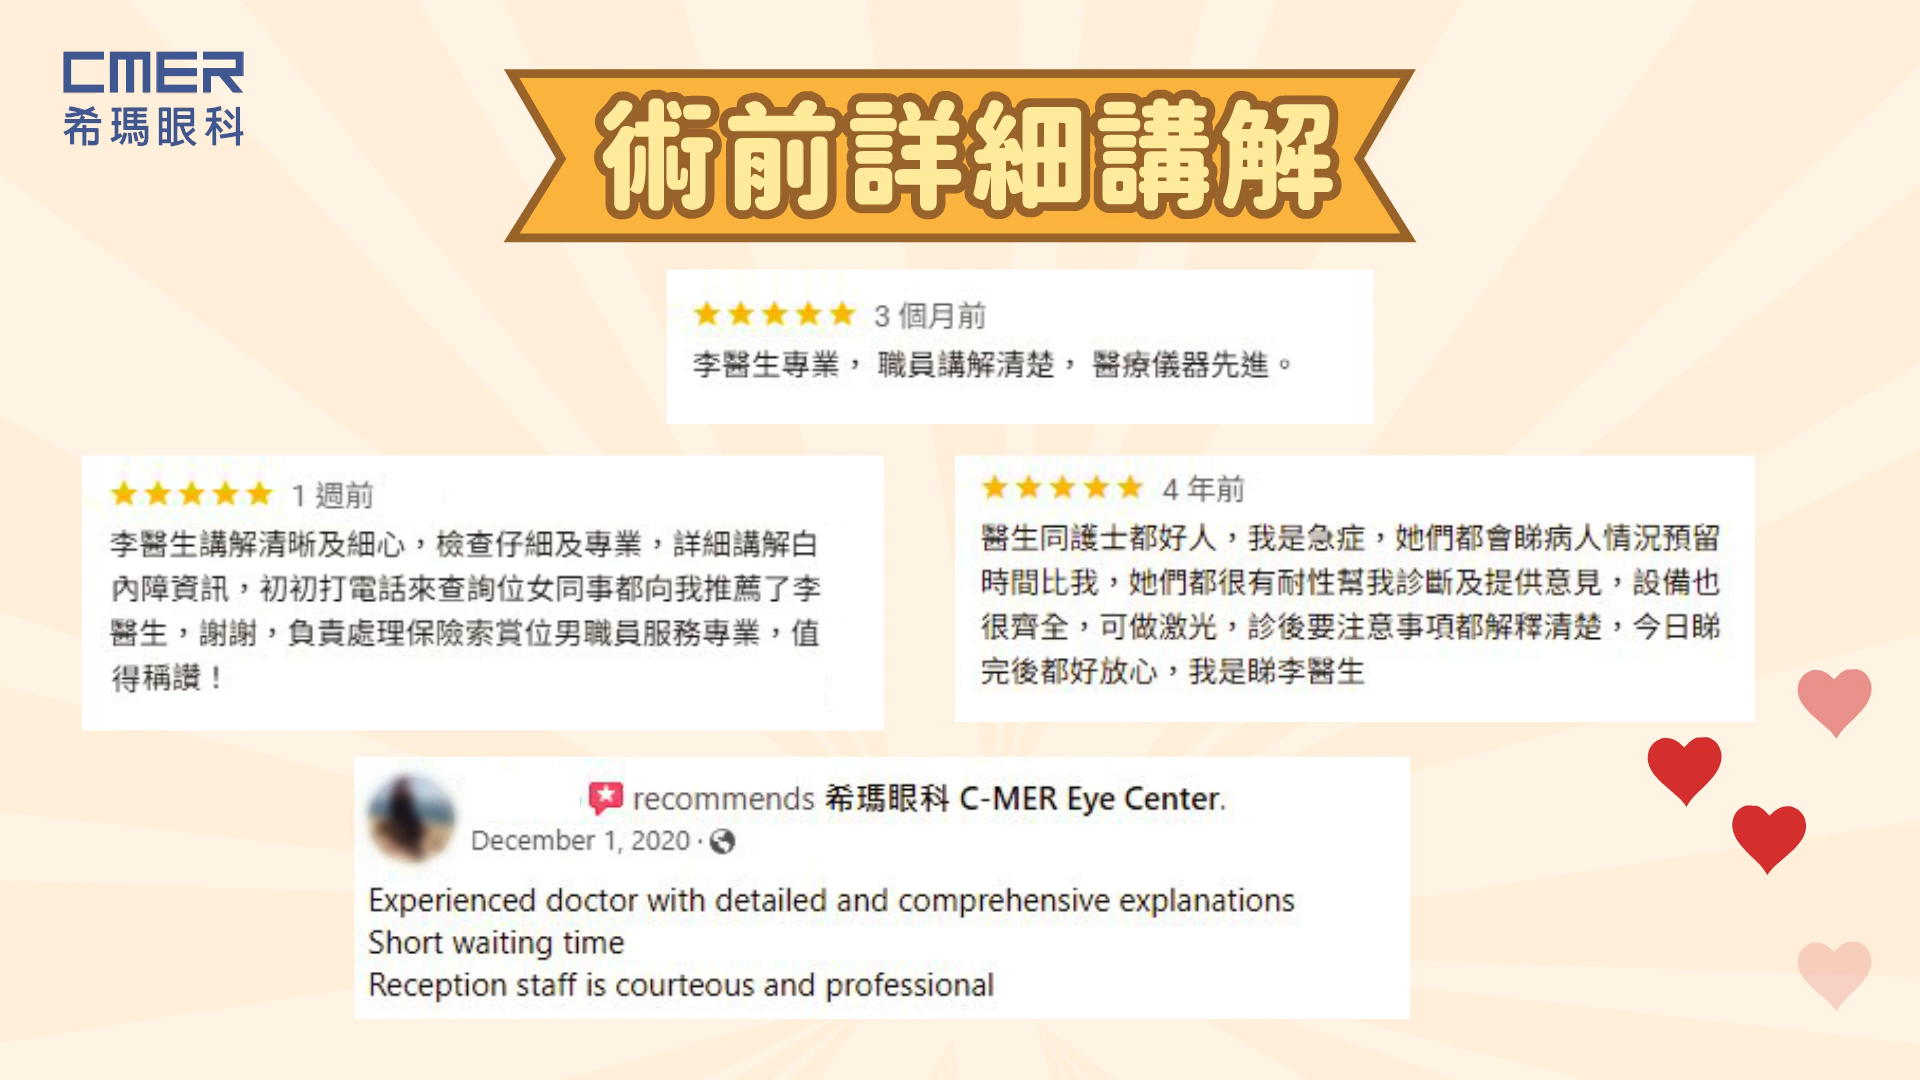 CMER
希瑪眼科
術前詳細講解
3 個月前
李醫生專業，職員講解清楚，醫療儀器先進。
1 週前
李醫生講解清晰及細心，檢查仔細及專業，詳細講解白
內障資訊，初初打電話來查詢位女同事都向我推薦了李
醫生，謝謝，負責處理保險索賞位男職員服務專業，值
得稱讚！
4 年前
醫生同護士都好人，我是急症，她們都會睇病人情況預留
時間比我，她們都很有耐性幫我診斷及提供意見，設備也
很齊全，可做激光，診後要注意事項都解釋清楚，今日睇
完後都好放心，我是睇李醫生
recommends 希瑪眼科 C-MER Eye Center.
December 1, 2020 ·
Experienced doctor with detailed and comprehensive explanations
Short waiting time
Reception staff is courteous and professional